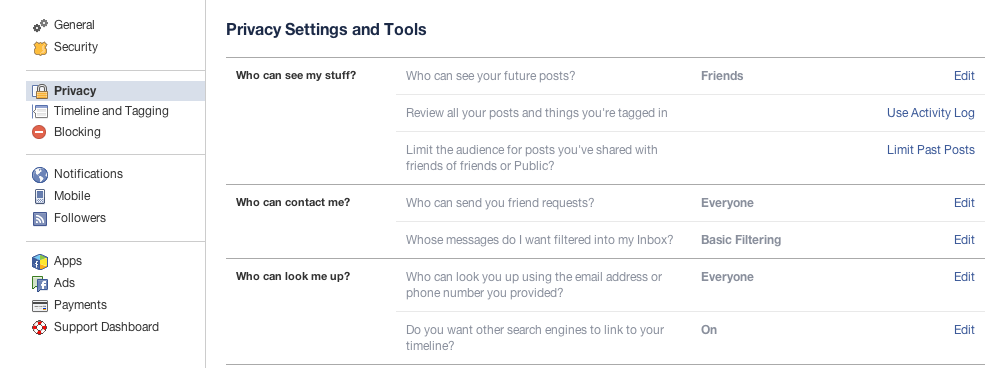 General
Security
Privacy
Timeline and Tagging
Blocking
Notifications
Mobile
Followers
Apps
Ads
Payments
Support Dashboard
Privacy Settings and Tools
Who can see my stuff? Who can see your future posts? Friends Edit
Review all your posts and things you're tagged in Use Activity Log
Limit the audience for posts you've shared with Limit Past Posts
friends of friends or Public?
Who can contact me? Who can send you friend requests? Everyone Edit
Whose messages do I want filtered into my Inbox? Basic Filtering Edit
Who can look me up? Who can look you up using the email address or Everyone Edit
phone number you provided?
Do you want other search engines to link to your On Edit
timeline?